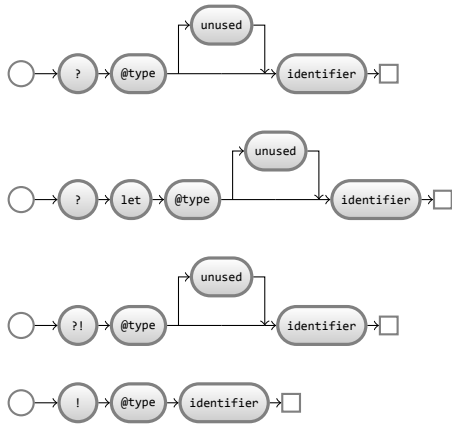 unused
? @type identifier
unused
? let @type identifier
unused
?! @type identifier
! @type identifier